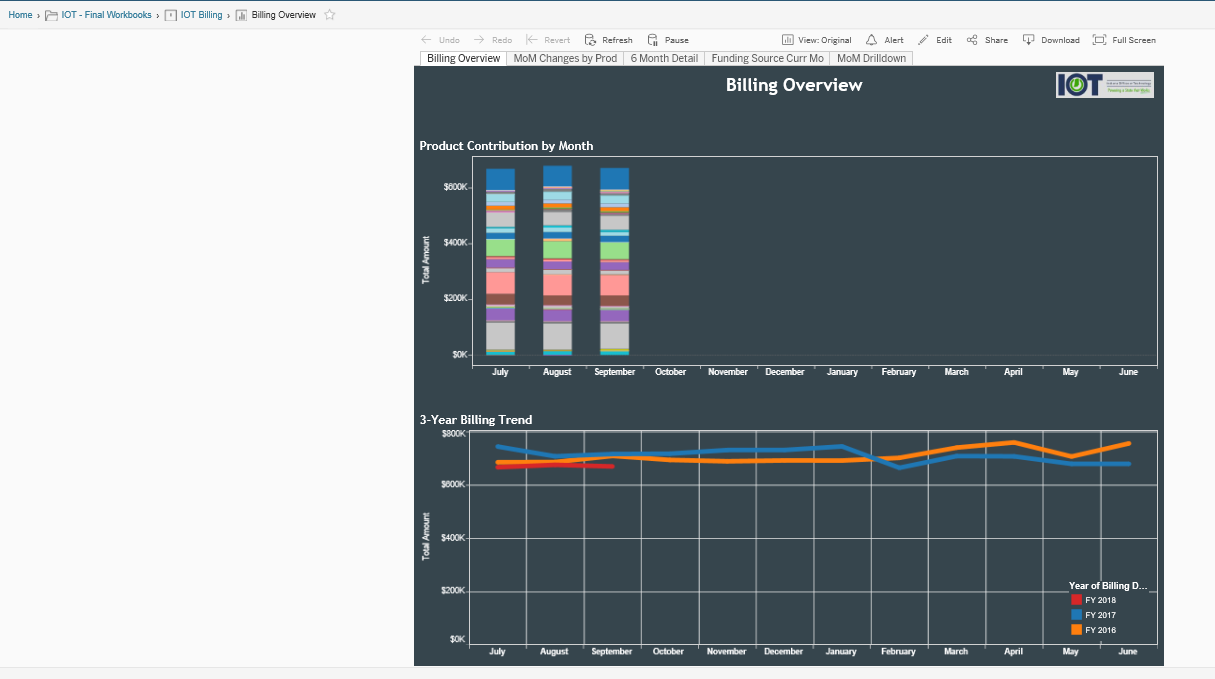 Home › IOT - Final Workbooks › IOT Billing › Billing Overview
Undo Redo Revert Refresh Pause View: Original Alert Edit Share Download Full Screen
Billing Overview MoM Changes by Prod 6 Month Detail Funding Source Curr Mo MoM Drilldown
Billing Overview
IOT
Product Contribution by Month
Total Amount
$600K
$400K
$200K
$0K
July August September October November December January February March April May June
3-Year Billing Trend
Total Amount
$800K
$600K
$400K
$200K
$0K
Year of Billing D...
FY 2018
FY 2017
FY 2016
July August September October November December January February March April May June